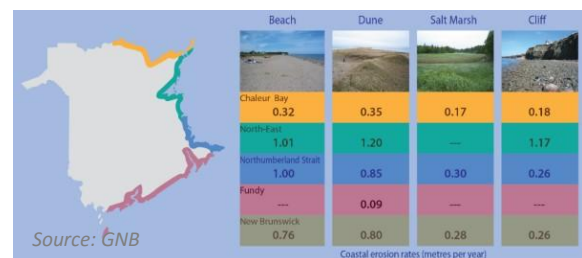 Beach Dune Salt Marsh Cliff
Chaleur Bay
0.32 0.35 0.17 0.18
North-East
1.01 1.20 --- 1.17
Northumberland Strait
1.00 0.85 0.30 0.26
Fundy
--- 0.09 --- ---
New Brunswick
0.76 0.80 0.28 0.26
Source: GNB
Coastal erosion rates (metres per year)